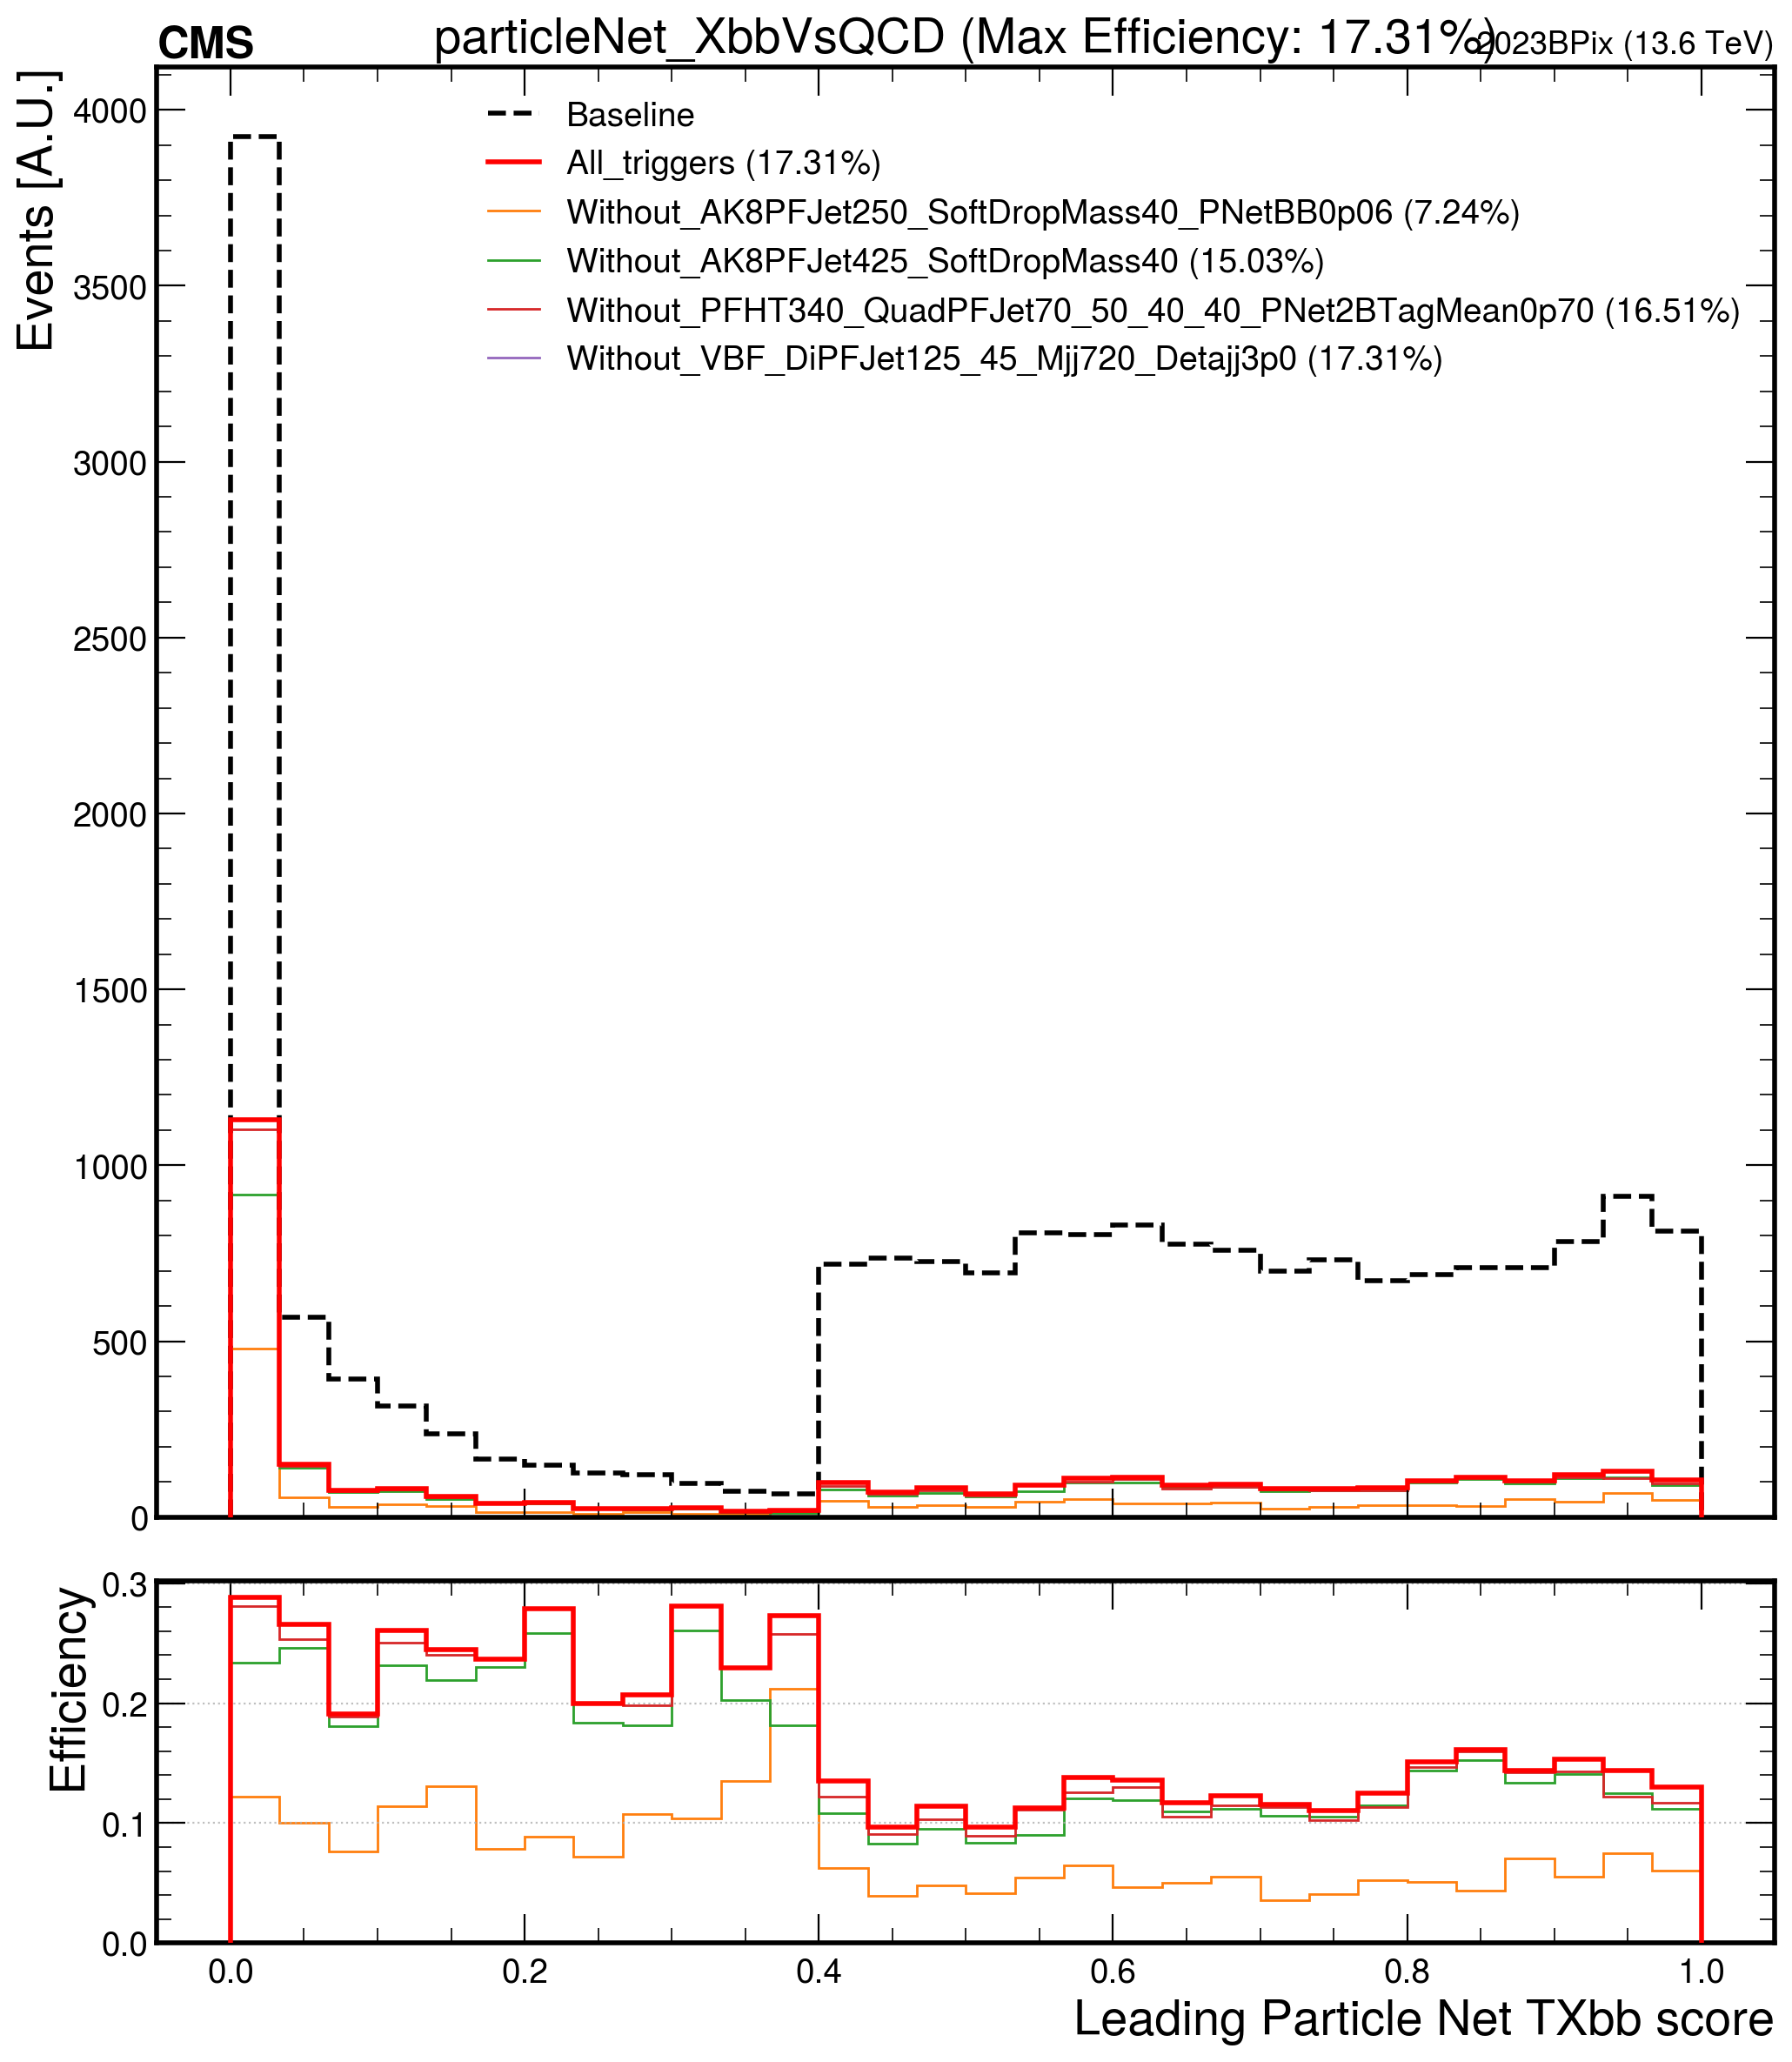 CMS particleNet_XbbVsQCD (Max Efficiency: 17.31%) 2023BPix (13.6 TeV)
Events [A.U.]
4000
3500
3000
2500
2000
1500
1000
500
0
Baseline
All_triggers (17.31%)
Without_AK8PFJet250_SoftDropMass40_PNetBB0p06 (7.24%)
Without_AK8PFJet425_SoftDropMass40 (15.03%)
Without_PFHT340_QuadPFJet70_50_40_40_PNet2BTagMean0p70 (16.51%)
Without_VBF_DiPFJet125_45_Mjj720_Detajj3p0 (17.31%)
Efficiency
0.3
0.2
0.1
0.0
0.0 0.2 0.4 0.6 0.8 1.0
Leading Particle Net TXbb score